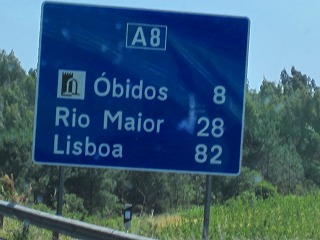 A8
Óbidos 8
Rio Maior 28
Lisboa 82